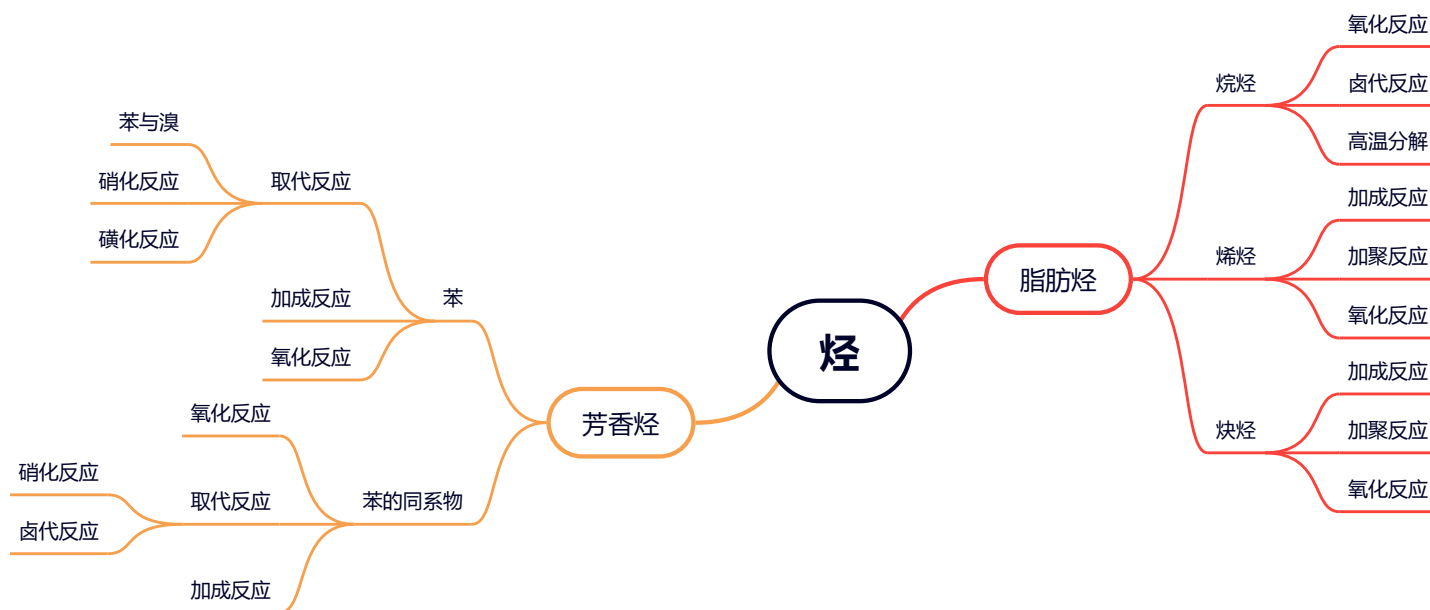 烃
脂肪烃
烷烃
氧化反应
卤代反应
高温分解
烯烃
加成反应
加聚反应
氧化反应
炔烃
加成反应
加聚反应
氧化反应
芳香烃
苯
取代反应
苯与溴
硝化反应
磺化反应
加成反应
氧化反应
苯的同系物
氧化反应
取代反应
硝化反应
卤代反应
加成反应